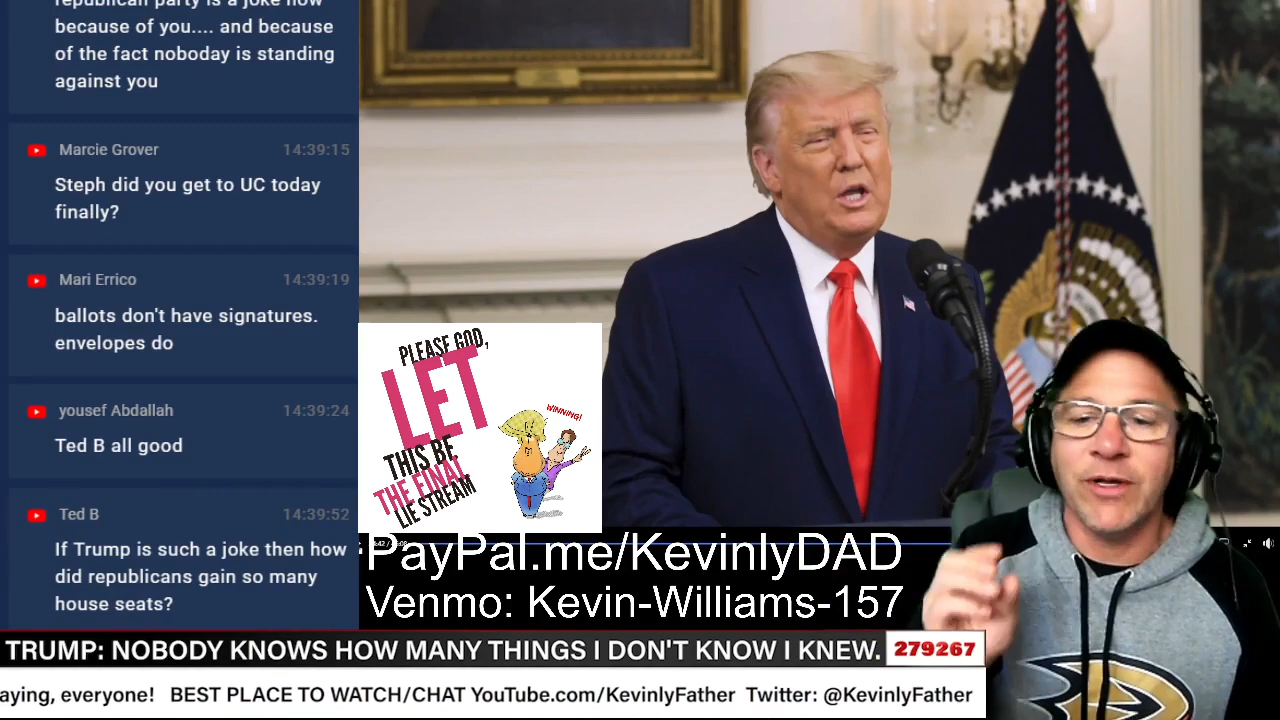 republican party is a joke now
because of you.... and because
of the fact noboday is standing
against you
Marcie Grover 14:39:15
Steph did you get to UC today
finally?
Mari Errico 14:39:19
ballots don't have signatures.
envelopes do
yousef Abdallah 14:39:24
Ted B all good
Ted B 14:39:52
If Trump is such a joke then how
did republicans gain so many
house seats?
PLEASE GOD,
LET
THIS BE
THE FINAL
LIE STREAM
WINNING!
PayPal.me/KevinlyDAD
Venmo: Kevin-Williams-157
TRUMP: NOBODY KNOWS HOW MANY THINGS I DON'T KNOW I KNEW. 279267
aying, everyone! BEST PLACE TO WATCH/CHAT YouTube.com/KevinlyFather Twitter: @KevinlyFather